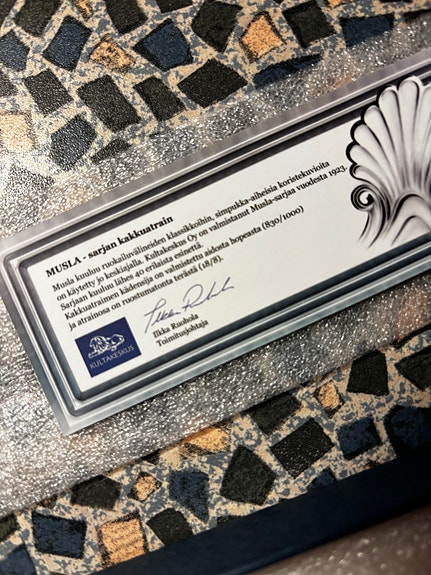 MUSLA - sarjan kakkuatrain
Musla kuuluu ruokailuvälineiden klassikkoihin, simpukka-aiheisia koristekuvioita
on käytetty jo keskiajalla. Kultakeskus Oy on valmistanut Musla-sarjaa vuodesta 1923.
Sarjaan kuuluu lähes 40 erilaista esinettä.
Kakkuatraimen kädensija on valmistettu aidosta hopeasta (830/1000)
ja atrainosa on ruostumatonta terästä (18/8).
Ilkka Ruohola
Toimitusjohtaja
KULTAKESKUS